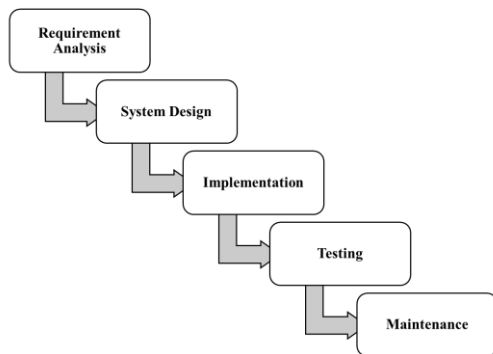 Requirement
Analysis
System Design
Implementation
Testing
Maintenance